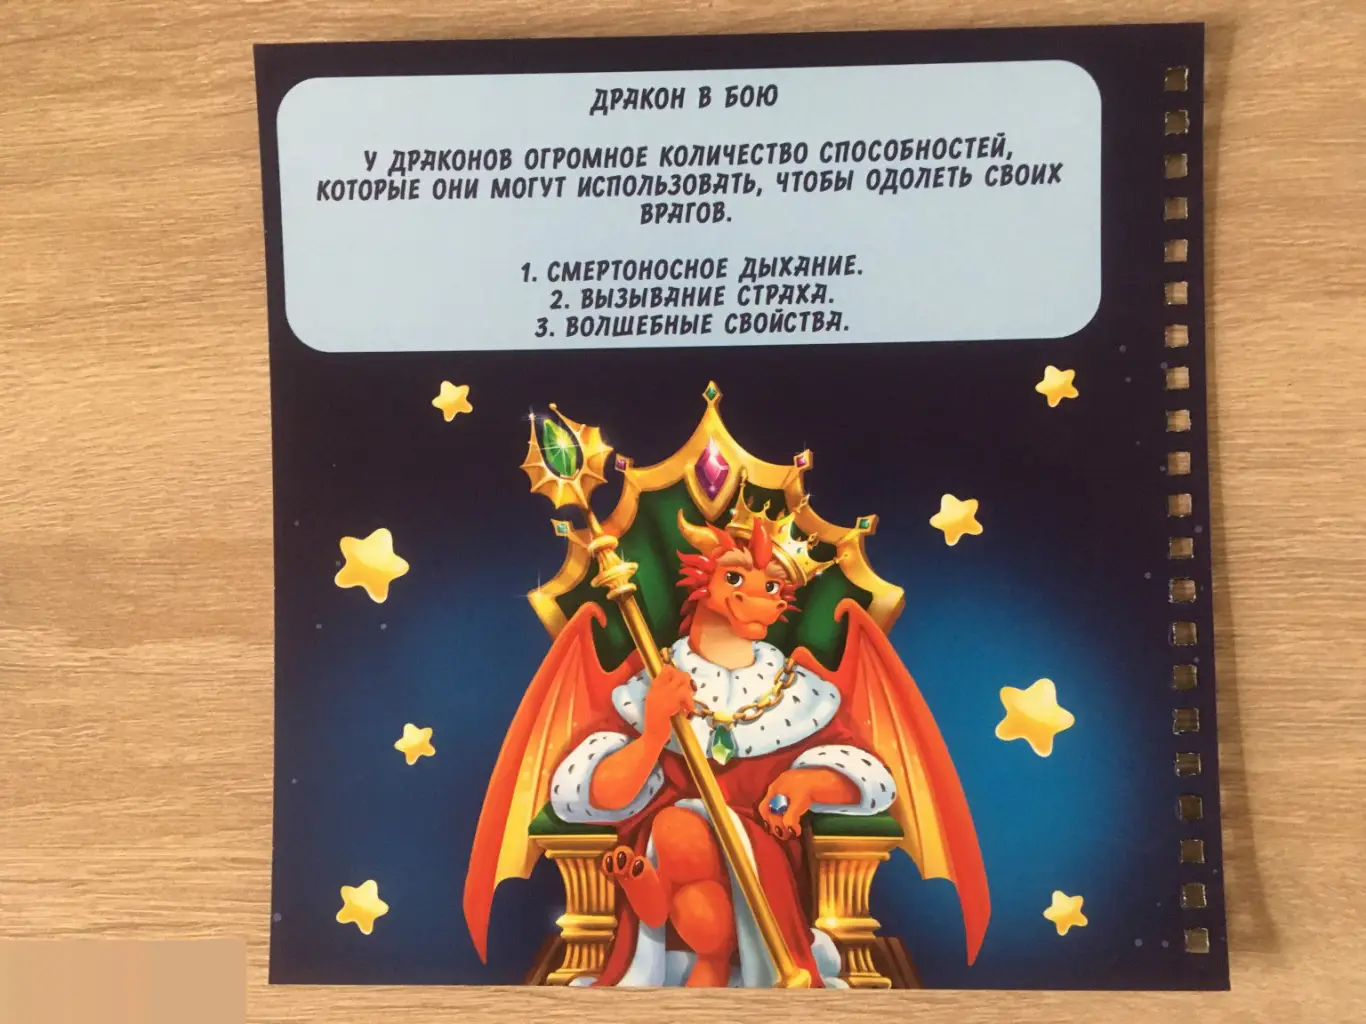 ДРАКОН В БОЮ
У ДРАКОНОВ ОГРОМНОЕ КОЛИЧЕСТВО СПОСОБНОСТЕЙ,
КОТОРЫЕ ОНИ МОГУТ ИСПОЛЬЗОВАТЬ, ЧТОБЫ ОДОЛЕТЬ СВОИХ
ВРАГОВ.
1. СМЕРТОНОСНОЕ ДЫХАНИЕ.
2. ВЫЗЫВАНИЕ СТРАХА.
3. ВОЛШЕБНЫЕ СВОЙСТВА.